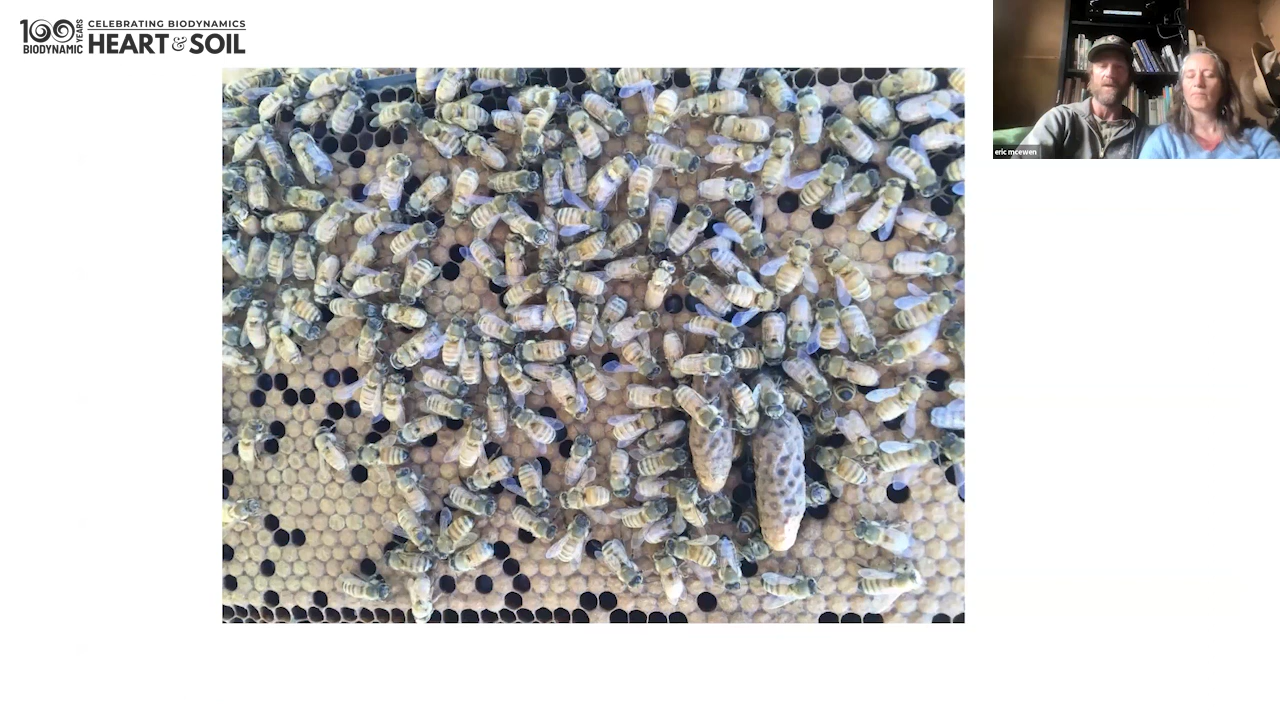 100 YEARS BIODYNAMIC
CELEBRATING BIODYNAMICS
HEART & SOIL
eric mcewen